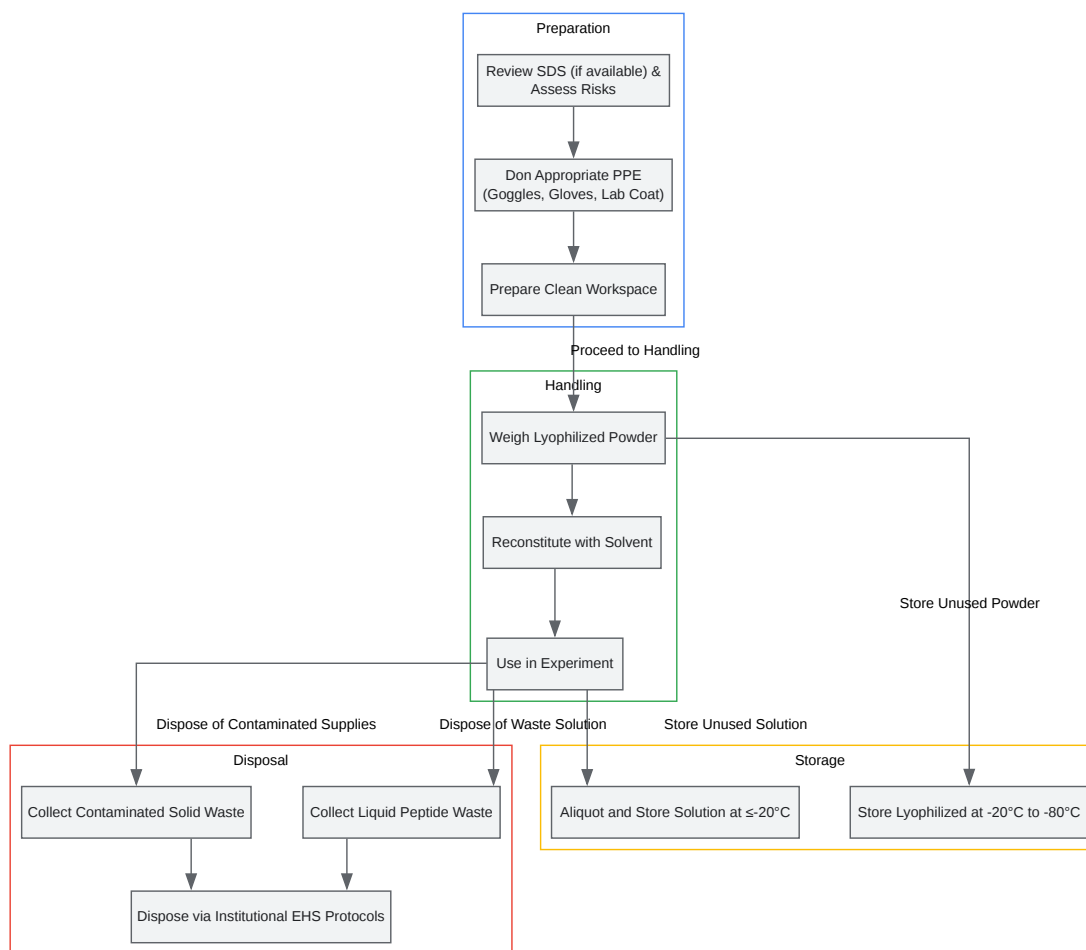 Preparation
Review SDS (if available) &
Assess Risks
Don Appropriate PPE
(Goggles, Gloves, Lab Coat)
Prepare Clean Workspace
Proceed to Handling
Handling
Weigh Lyophilized Powder
Reconstitute with Solvent
Store Unused Powder
Use in Experiment
Dispose of Contaminated Supplies
Dispose of Waste Solution
Store Unused Solution
Disposal
Storage
Collect Contaminated Solid Waste
Collect Liquid Peptide Waste
Aliquot and Store Solution at ≤-20°C
Store Lyophilized at -20°C to -80°C
Dispose via Institutional EHS Protocols